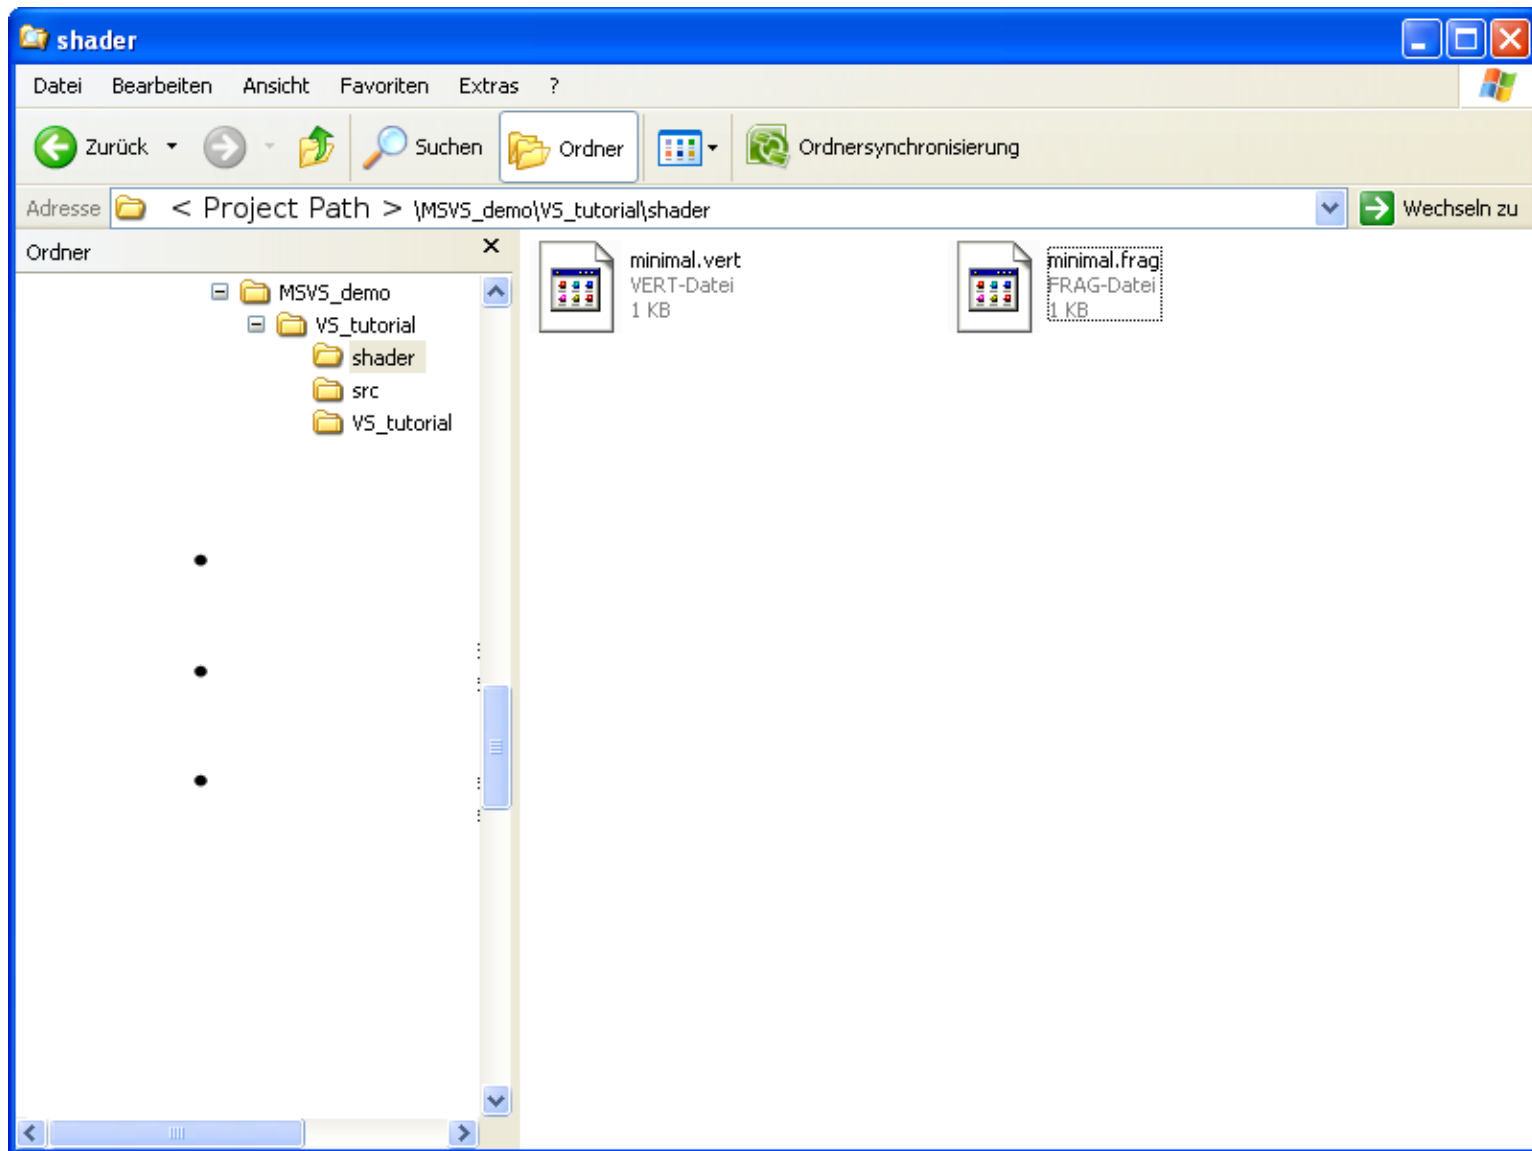 shader
Datei Bearbeiten Ansicht Favoriten Extras ?
Zurück Suchen Ordner Ordnersynchronisierung
Adresse < Project Path > \MSVS_demo\VS_tutorial\shader Wechseln zu
Ordner
MSVS_demo
VS_tutorial
shader
src
VS_tutorial
minimal.vert
VERT-Datei
1 KB
minimal.frag
FRAG-Datei
1 KB